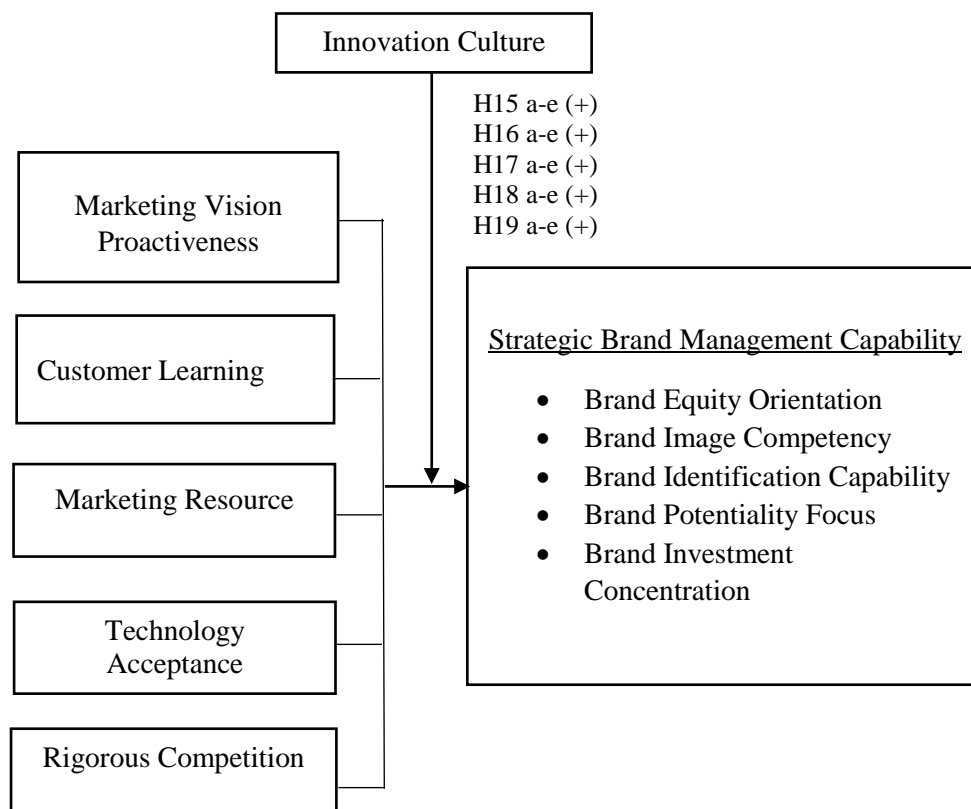 Innovation Culture
H15 a-e (+)
H16 a-e (+)
H17 a-e (+)
H18 a-e (+)
H19 a-e (+)
Marketing Vision
Proactiveness
Customer Learning
Marketing Resource
Technology
Acceptance
Rigorous Competition
Strategic Brand Management Capability
• Brand Equity Orientation
• Brand Image Competency
• Brand Identification Capability
• Brand Potentiality Focus
• Brand Investment
Concentration